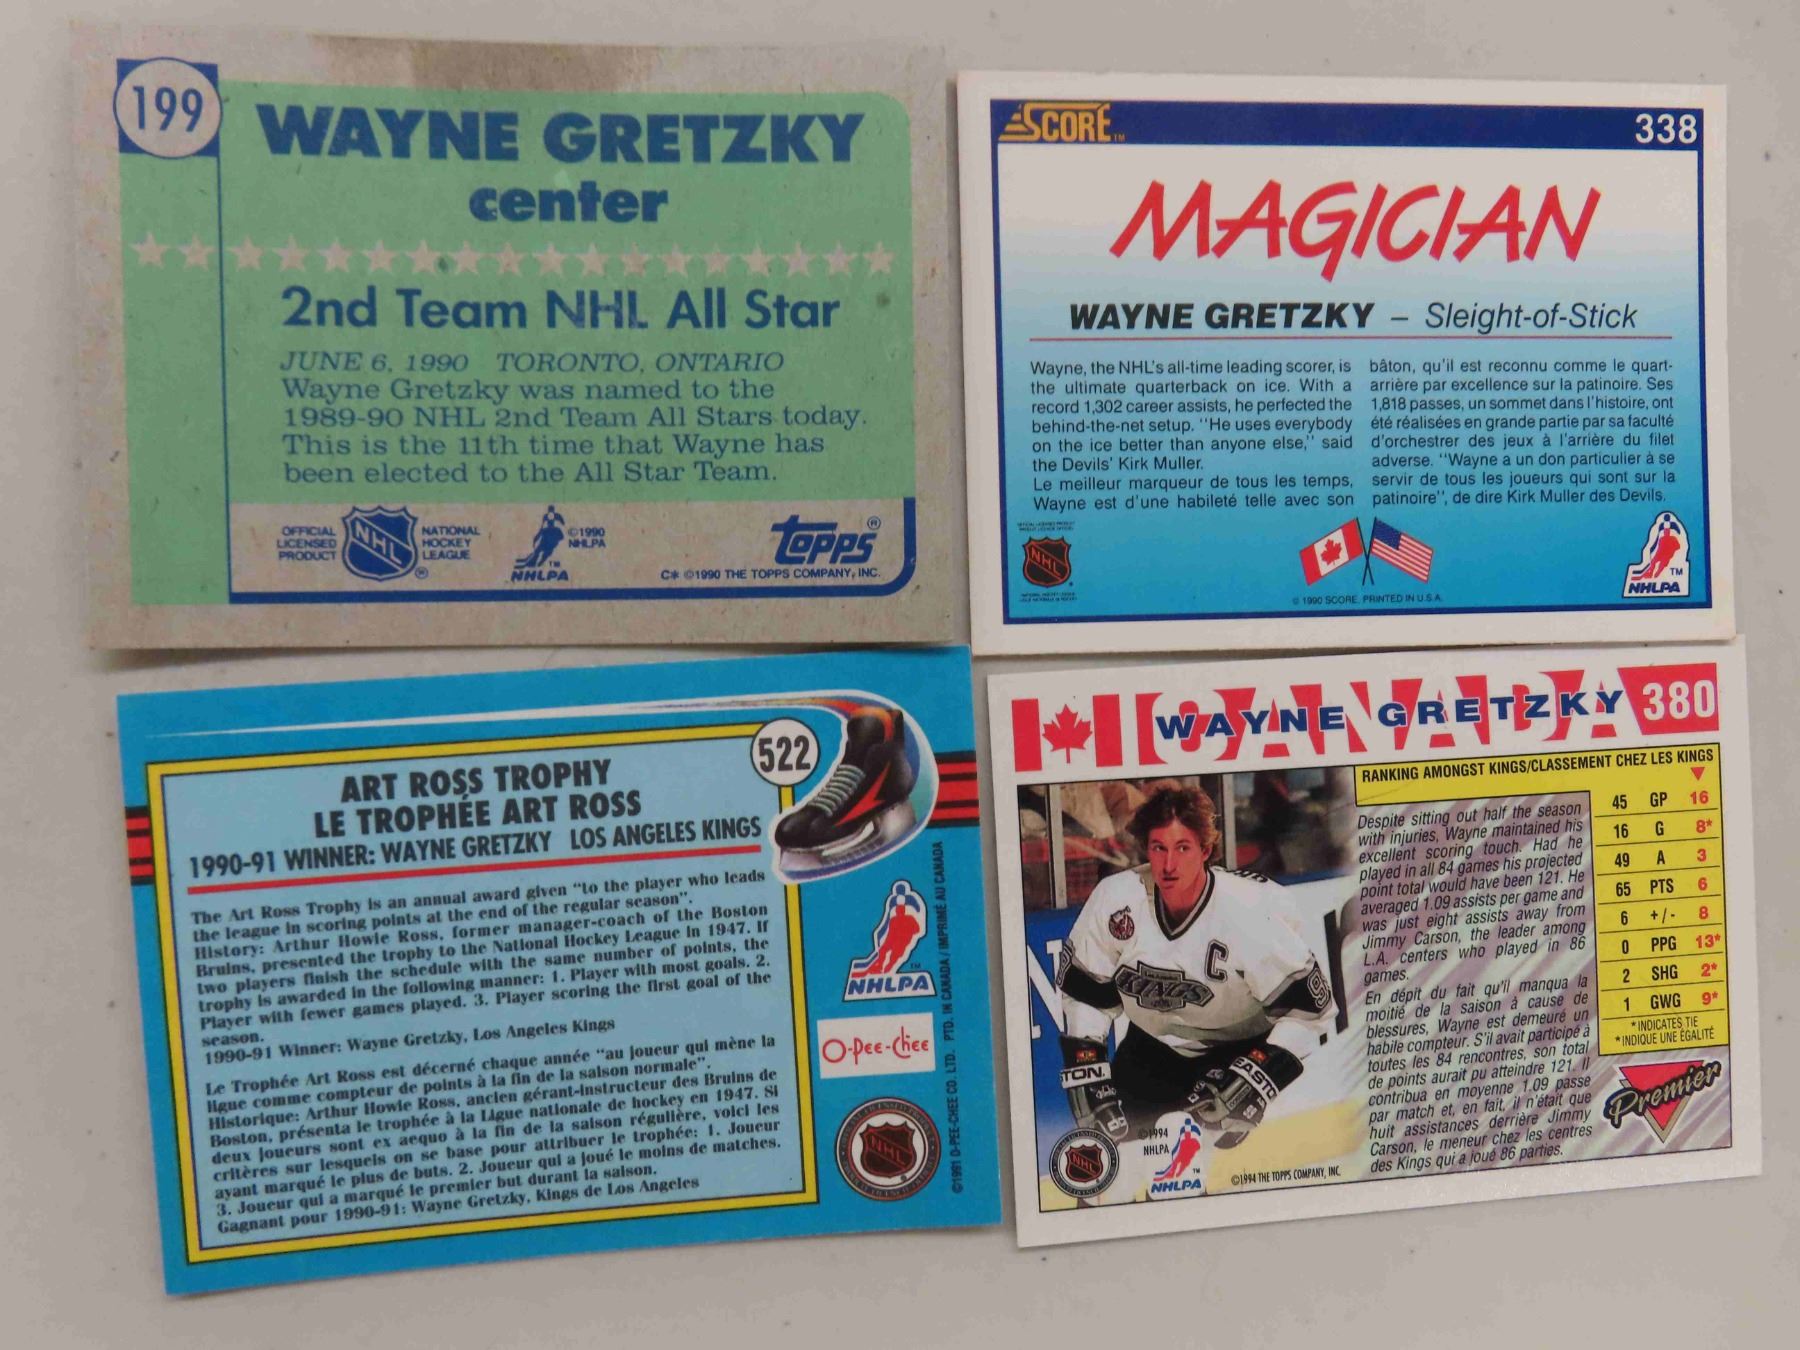 199
WAYNE GRETZKY
center
2nd Team NHL All Star
JUNE 6, 1990 TORONTO, ONTARIO
Wayne Gretzky was named to the
1989-90 NHL 2nd Team All Stars today.
This is the 11th time that Wayne has
been elected to the All Star Team.
OFFICIAL
LICENSED
PRODUCT
NHL
®
NATIONAL
HOCKEY
LEAGUE
©1990
NHLPA
TM
NHLPA
Topps®
C* ©1990 THE TOPPS COMPANY, INC.
SCORE TM
338
MAGICIAN
WAYNE GRETZKY – Sleight-of-Stick
Wayne, the NHL's all-time leading scorer, is
the ultimate quarterback on ice. With a
record 1,302 career assists, he perfected the
behind-the-net setup. "He uses everybody
on the ice better than anyone else," said
the Devils' Kirk Muller.
Le meilleur marqueur de tous les temps,
Wayne est d'une habileté telle avec son
bâton, qu'il est reconnu comme le quart-
arrière par excellence sur la patinoire. Ses
1,818 passes, un sommet dans l'histoire, ont
été réalisées en grande partie par sa faculté
d'orchestrer des jeux à l'arrière du filet
adverse. "Wayne a un don particulier à se
servir de tous les joueurs qui sont sur la
patinoire", de dire Kirk Muller des Devils.
NHL
© 1990 SCORE, PRINTED IN U.S.A.
TM
NHLPA
522
ART ROSS TROPHY
LE TROPHÉE ART ROSS
1990-91 WINNER: WAYNE GRETZKY LOS ANGELES KINGS
The Art Ross Trophy is an annual award given "to the player who leads
the league in scoring points at the end of the regular season".
History: Arthur Howie Ross, former manager-coach of the Boston
Bruins, presented the trophy to the National Hockey League in 1947. If
two players finish the schedule with the same number of points, the
trophy is awarded in the following manner: 1. Player with most goals. 2.
Player with fewer games played. 3. Player scoring the first goal of the
season.
1990-91 Winner: Wayne Gretzky, Los Angeles Kings
Le Trophée Art Ross est décerné chaque année "au joueur qui mène la
ligue comme compteur de points à la fin de la saison normale".
Historique: Arthur Howie Ross, ancien gérant-instructeur des Bruins de
Boston, présenta le trophée à la Ligue nationale de hockey en 1947. Si
deux joueurs sont ex aequo à la fin de la saison régulière, voici les
critères sur lesquels on se base pour attribuer le trophée: 1. Joueur
ayant marqué le plus de buts. 2. Joueur qui a joué le moins de matches.
3. Joueur qui a marqué le premier but durant la saison.
Gagnant pour 1990-91: Wayne Gretzky, Kings de Los Angeles
TM
NHLPA
O-Pee-Chee
NHL
©1991 O-PEE-CHEE CO. LTD. PTD. IN CANADA / IMPRIMÉ AU CANADA
CANADA
WAYNE GRETZKY
380
RANKING AMONGST KINGS/CLASSEMENT CHEZ LES KINGS
Despite sitting out half the season
with injuries, Wayne maintained his
excellent scoring touch. Had he
played in all 84 games his projected
point total would have been 121. He
averaged 1.09 assists per game and
was just eight assists away from
Jimmy Carson, the leader among
L.A. centers who played in 86
games.
En dépit du fait qu'il manqua la
moitié de la saison à cause de
blessures, Wayne est demeuré un
habile compteur. S'il avait participé à
toutes les 84 rencontres, son total
de points aurait pu atteindre 121. Il
contribua en moyenne 1.09 passe
par match et, en fait, il n'était que
huit assistances derrière Jimmy
Carson, le meneur chez les centres
des Kings qui a joué 86 parties.
45 GP 16
16 G 8*
49 A 3
65 PTS 6
6 +/- 8
0 PPG 13*
2 SHG 2*
1 GWG 9*
*INDICATES TIE
*INDIQUE UNE ÉGALITÉ
Premier
C
KINGS
9
TON.
EASTO
©1994
NHLPA
TM
NHLPA
NHL
©1994 THE TOPPS COMPANY, INC.